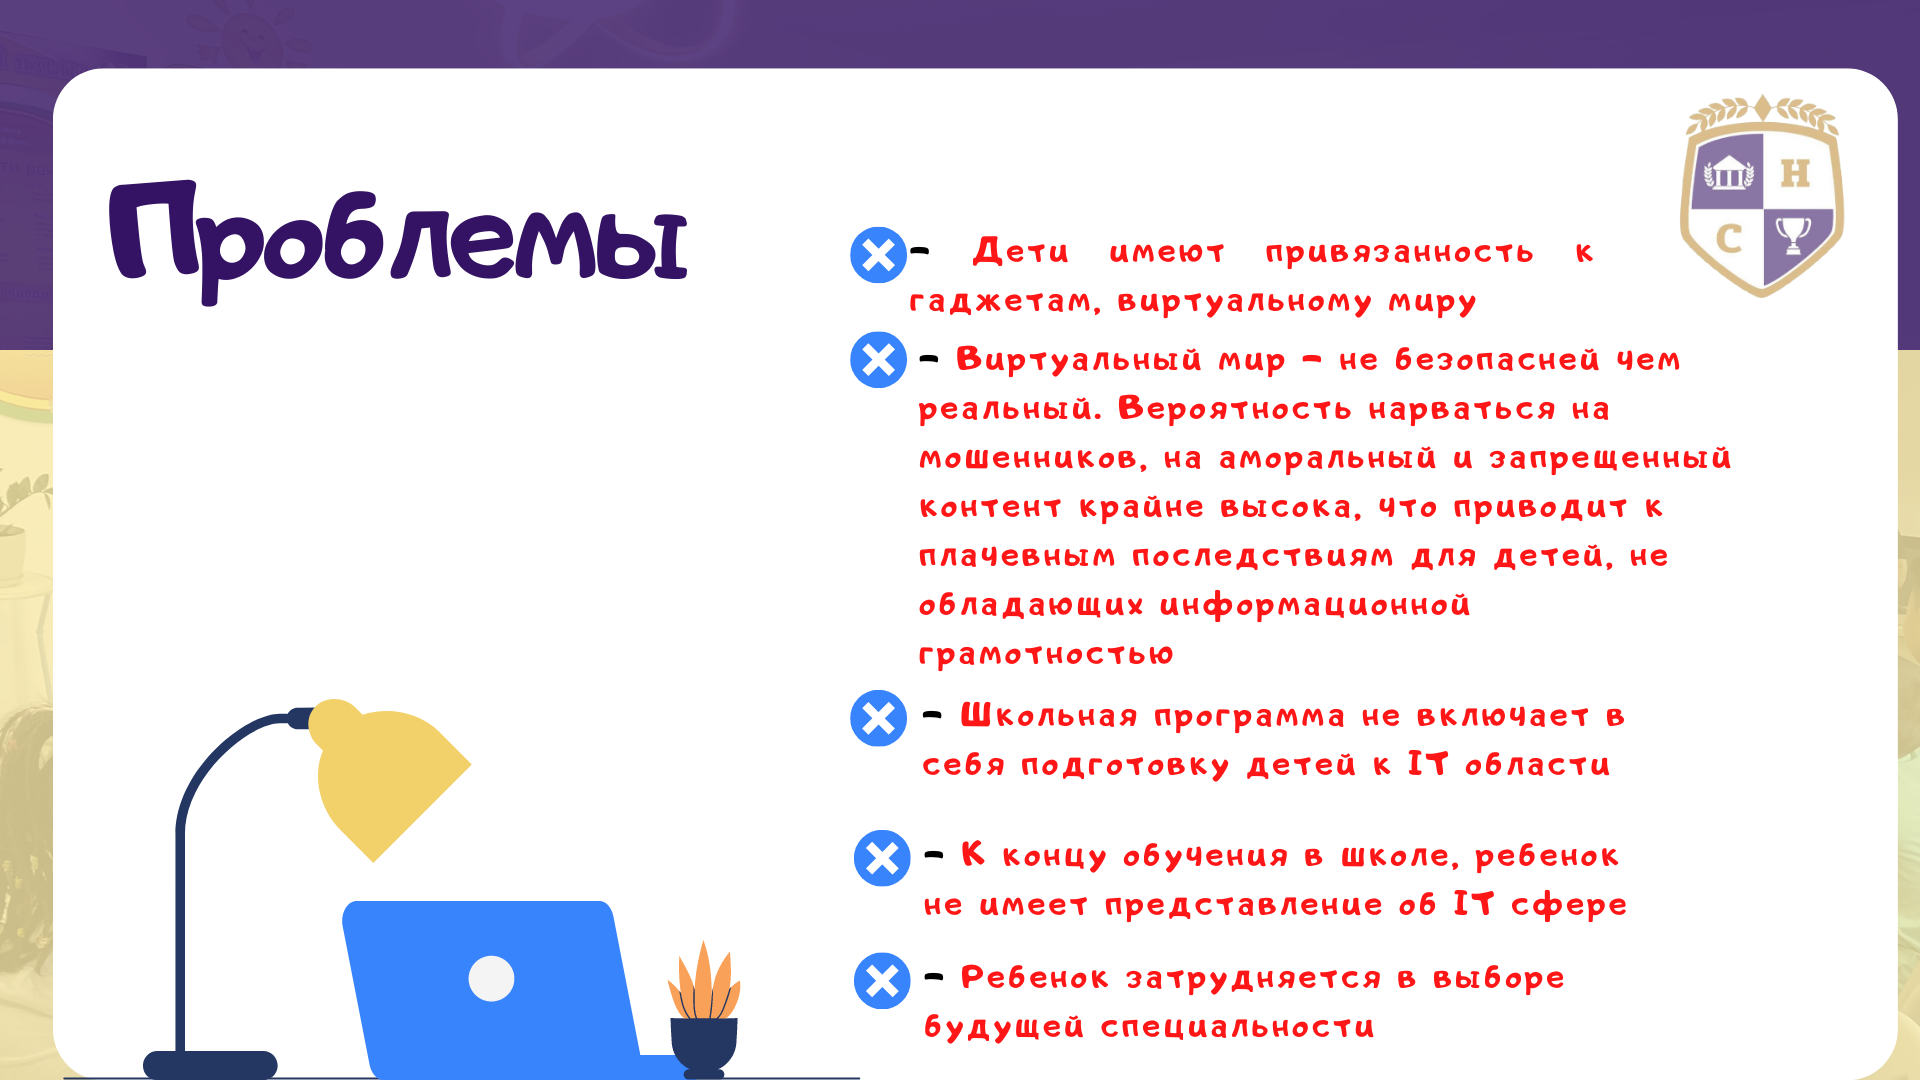 Проблемы
Н
С
– Дети имеют привязанность к
гаджетам, виртуальному миру
– Виртуальный мир – не безопасней чем
реальный. Вероятность нарваться на
мошенников, на аморальный и запрещенный
контент крайне высока, что приводит к
плачевным последствиям для детей, не
обладающих информационной
грамотностью
– Школьная программа не включает в
себя подготовку детей к IT области
– К концу обучения в школе, ребенок
не имеет представление об IT сфере
– Ребенок затрудняется в выборе
будущей специальности